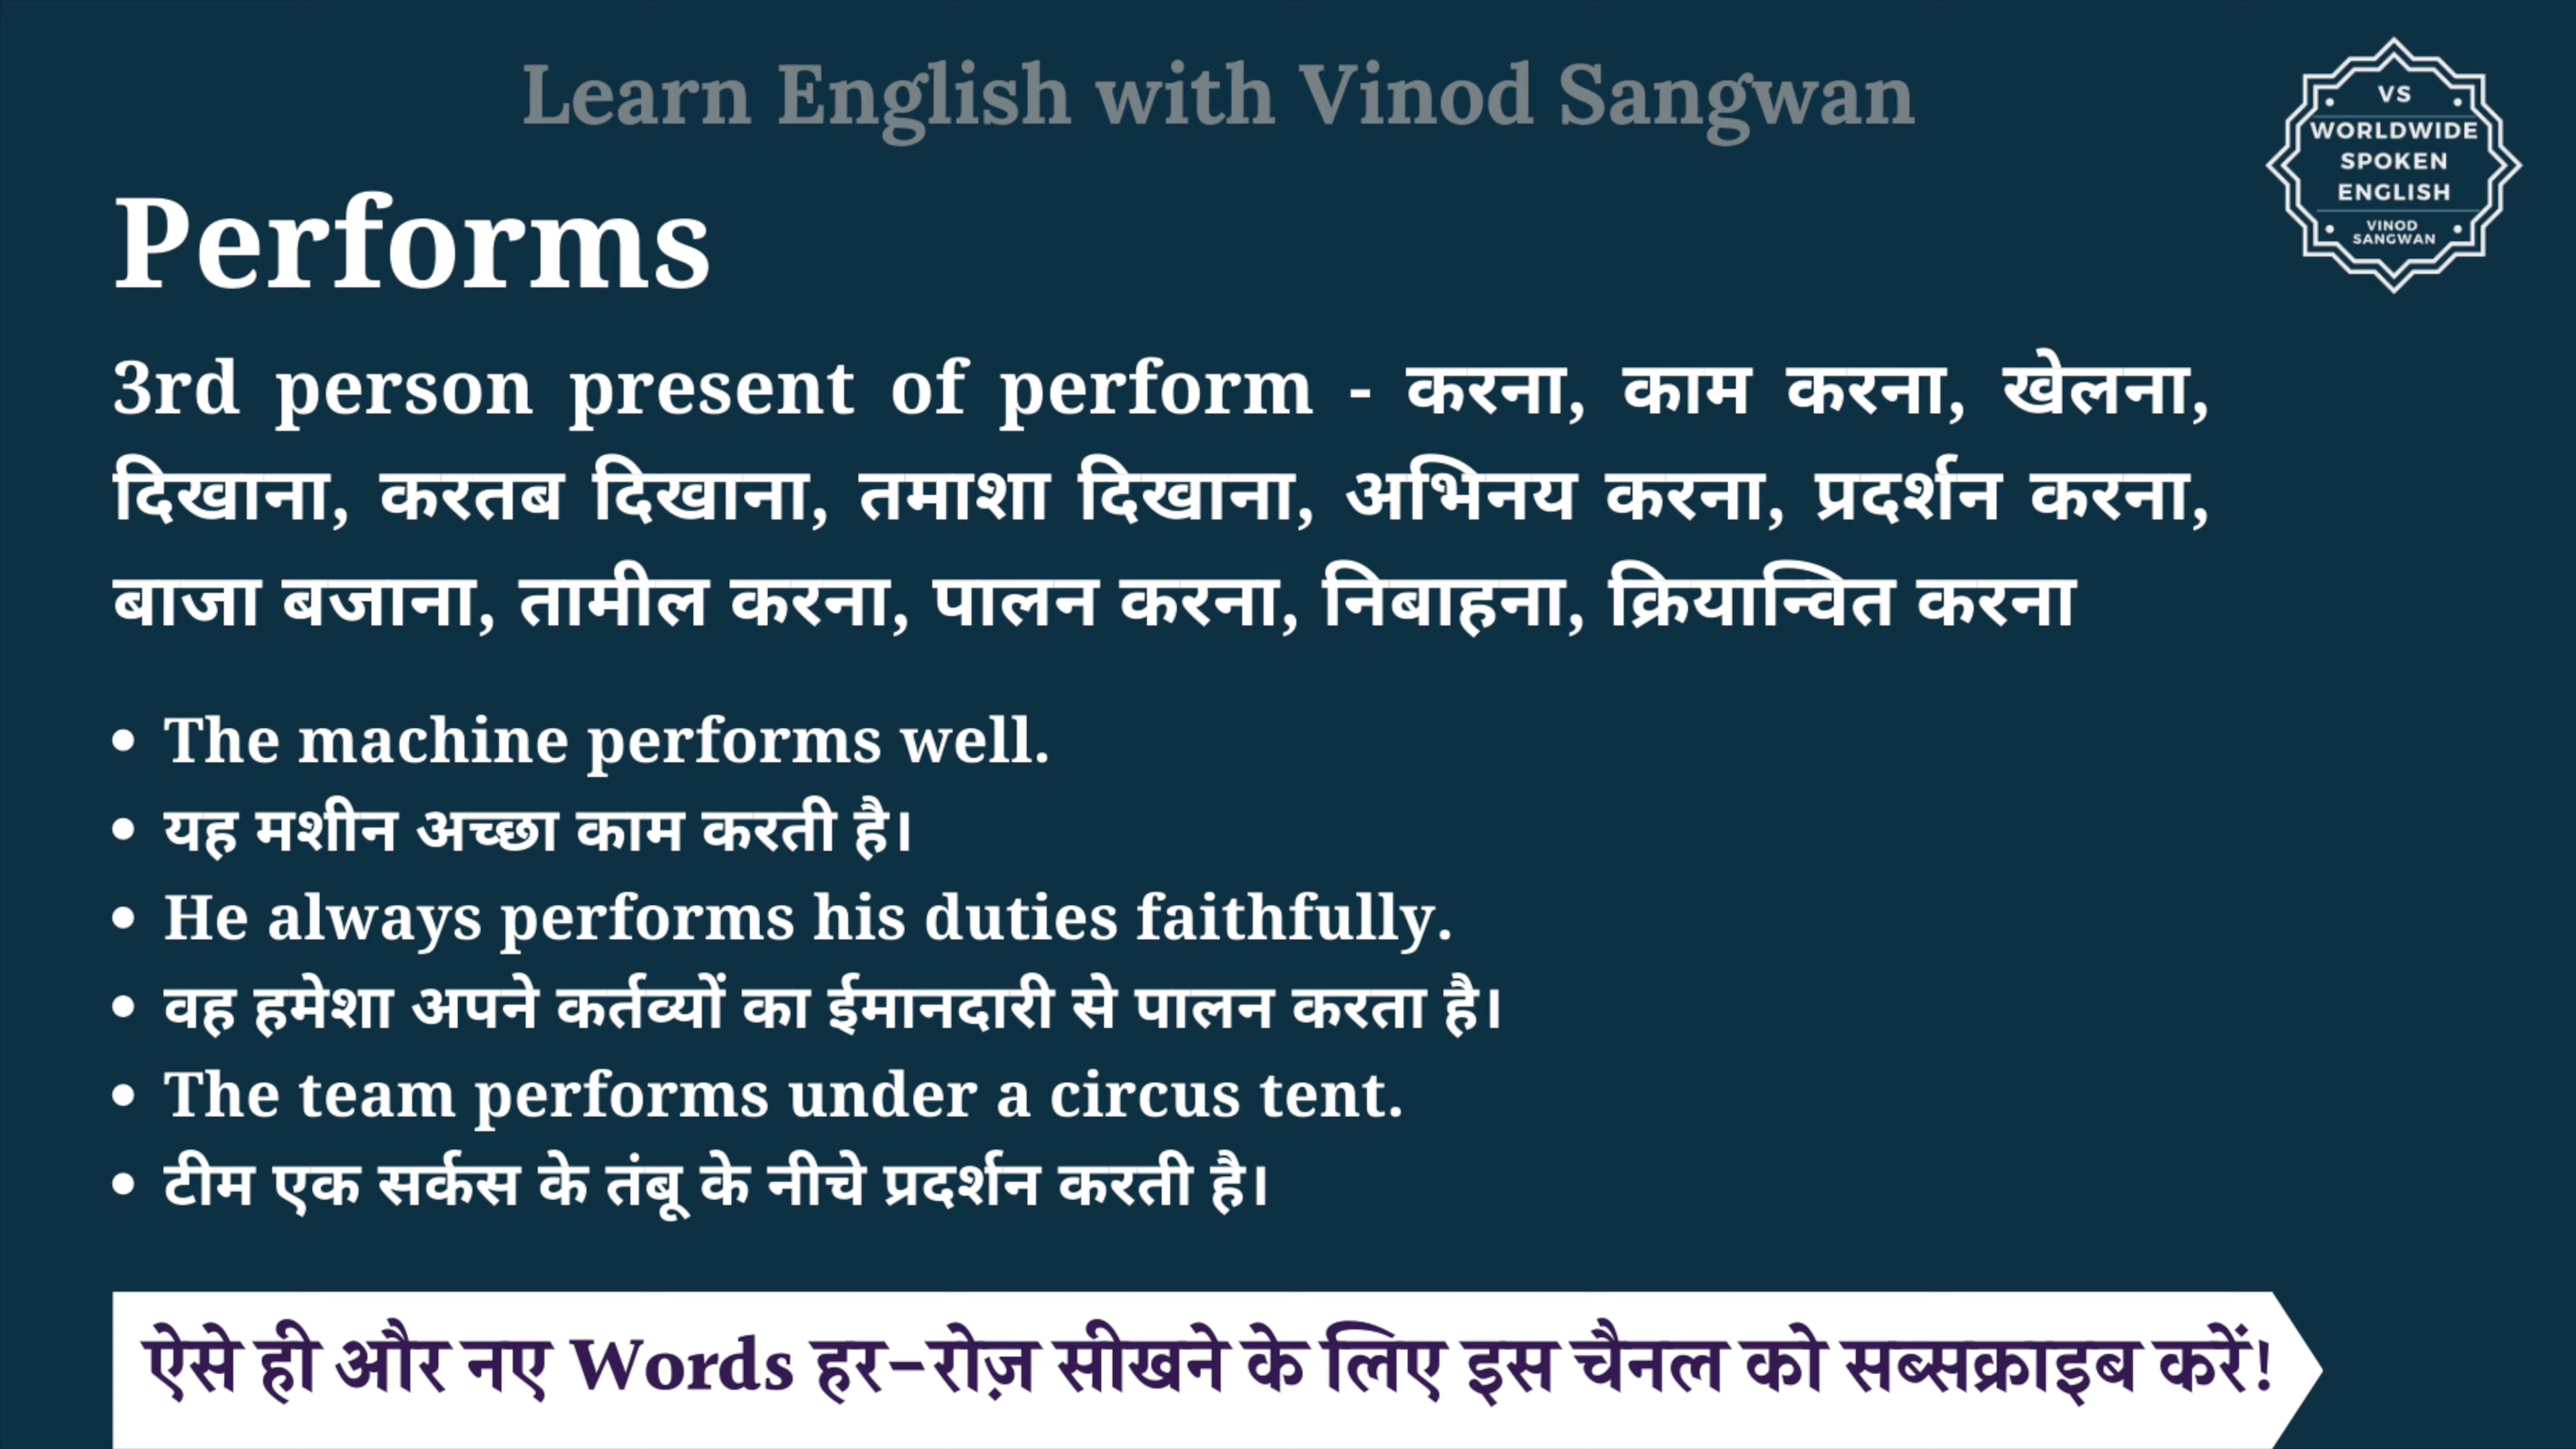 Learn English with Vinod Sangwan
VS
WORLDWIDE
SPOKEN
ENGLISH
VINOD
SANGWAN
Performs
3rd person present of perform - करना, काम करना, खेलना,
दिखाना, करतब दिखाना, तमाशा दिखाना, अभिनय करना, प्रदर्शन करना,
बाजा बजाना, तामील करना, पालन करना, निबाहना, क्रियान्वित करना
• The machine performs well.
• यह मशीन अच्छा काम करती है।
• He always performs his duties faithfully.
• वह हमेशा अपने कर्तव्यों का ईमानदारी से पालन करता है।
• The team performs under a circus tent.
• टीम एक सर्कस के तंबू के नीचे प्रदर्शन करती है।
ऐसे ही और नए Words हर-रोज़ सीखने के लिए इस चैनल को सब्सक्राइब करें!